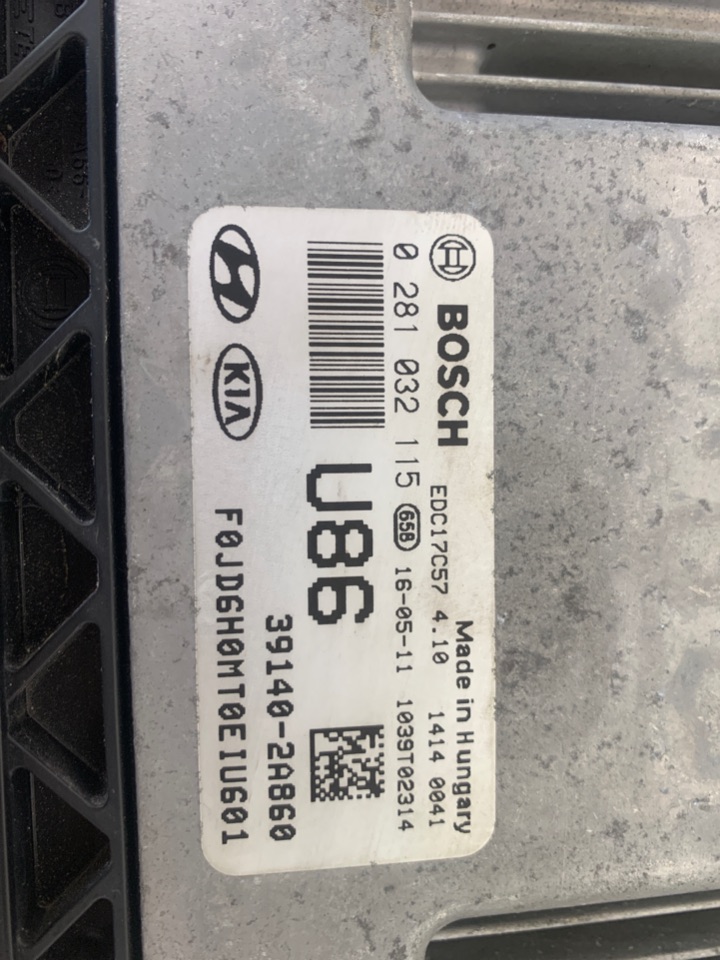 BOSCH
Made in Hungary
EDC17C57 4.10 1414 0041
0 281 032 115 65B 16-05-11 1039T02314
U86
39140-2A860
KIA
F0JD6H0MT0EIU601